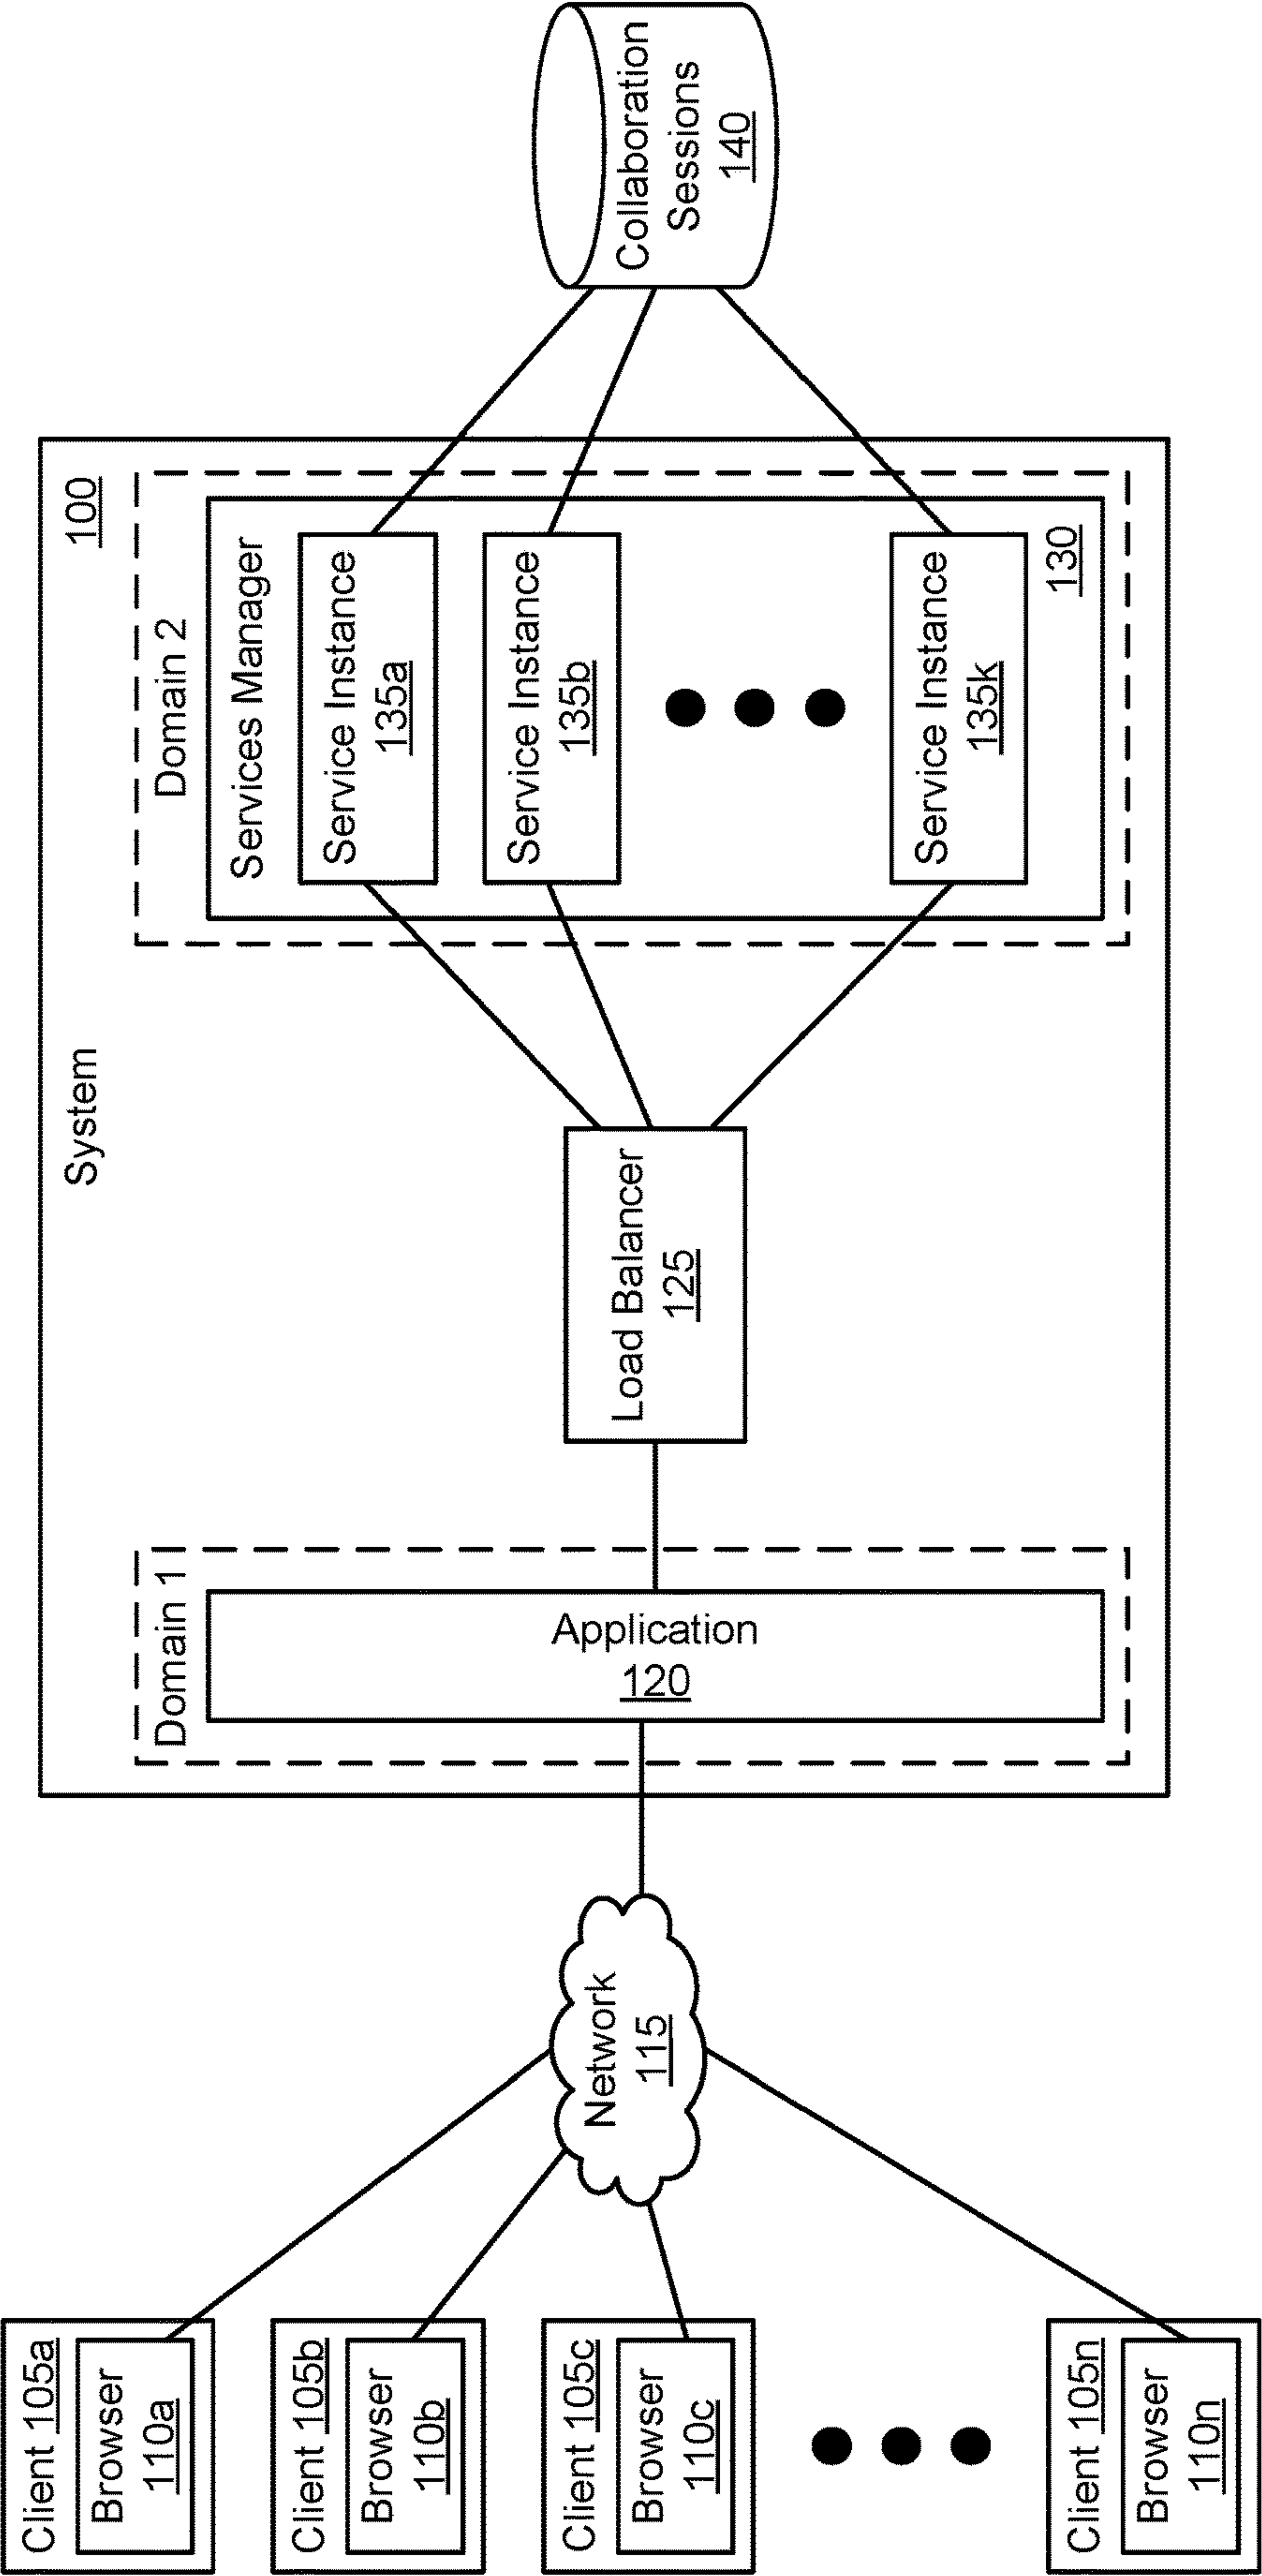 Client 105a
Browser
110a
Client 105b
Browser
110b
Client 105c
Browser
110c
Client 105n
Browser
110n
Network
115
System
100
Domain 1
Application
120
Load Balancer
125
Domain 2
Services Manager
Service Instance
135a
Service Instance
135b
Service Instance
135k
130
Collaboration
Sessions
140